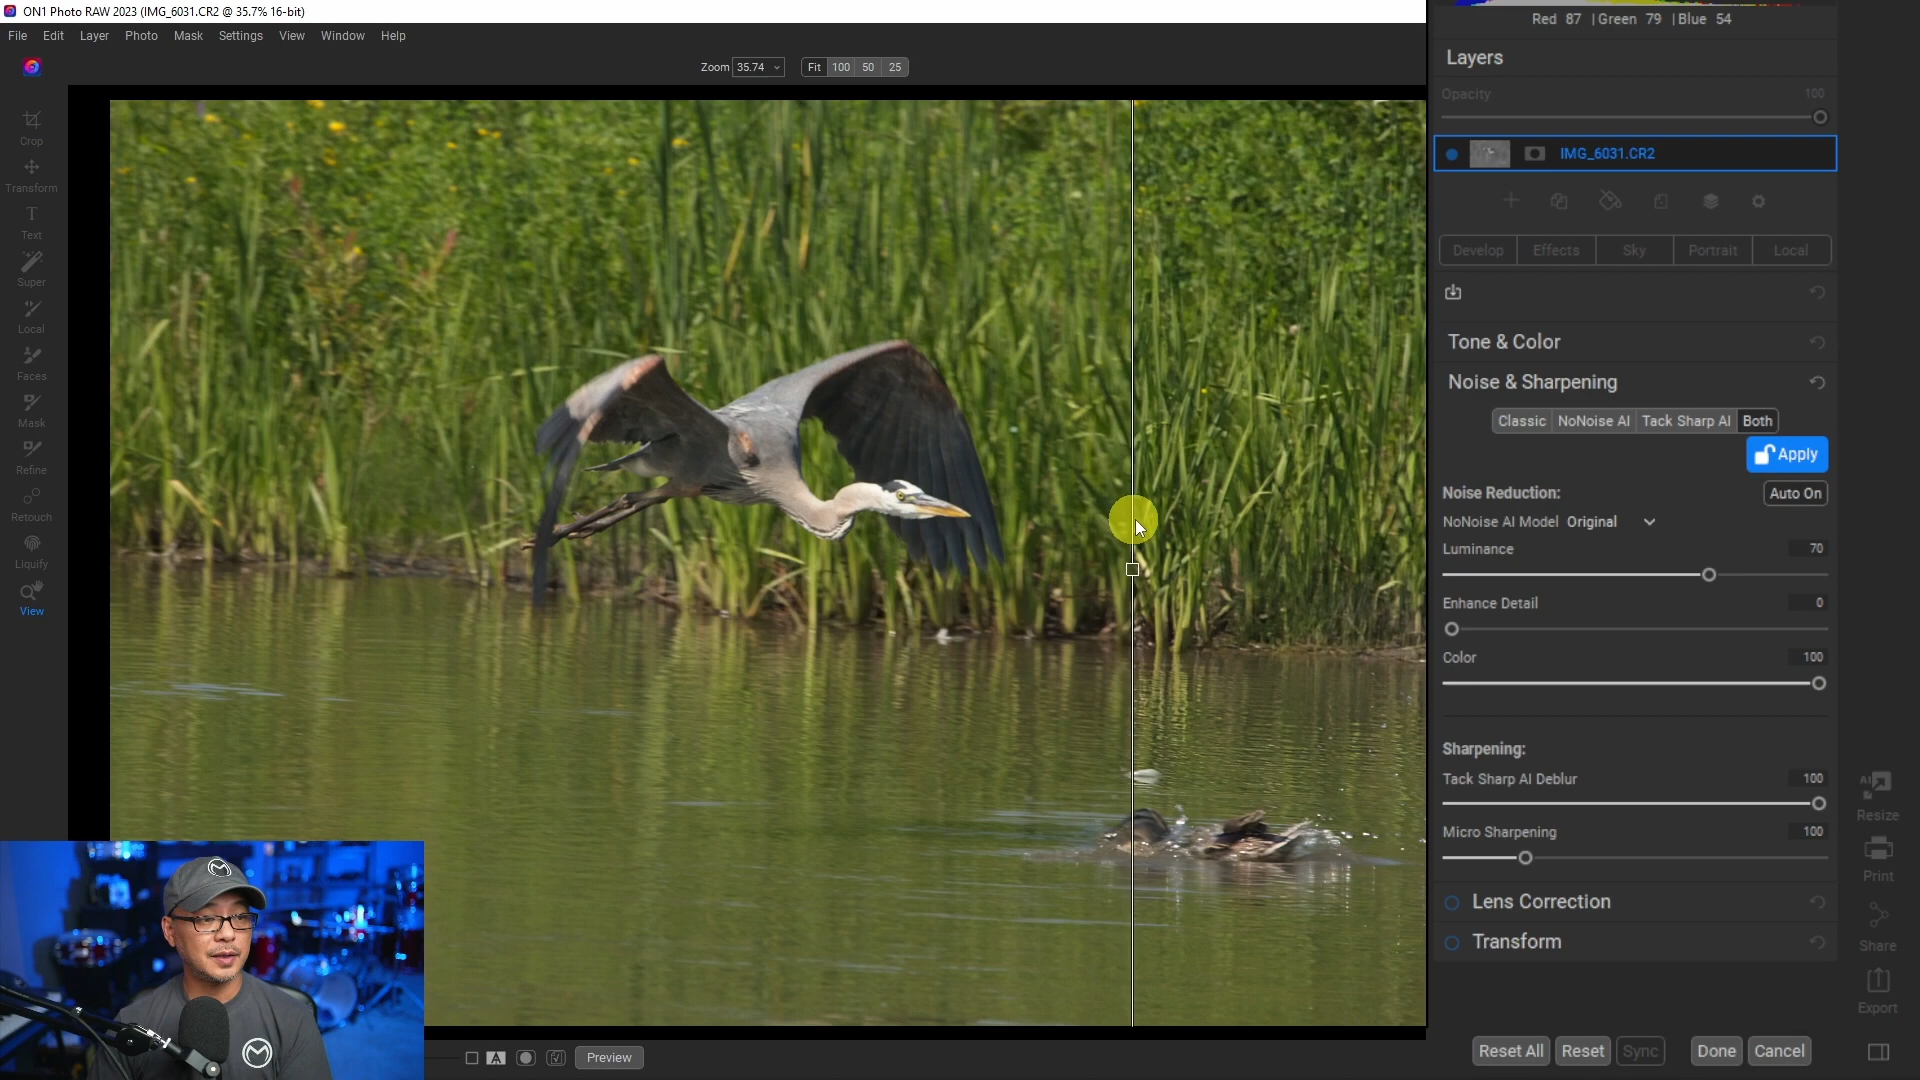 ON1 Photo RAW 2023 (IMG_6031.CR2 @ 35.7% 16-bit)
File Edit Layer Photo Mask Settings View Window Help
Zoom 35.74 Fit 100 50 25
Crop
Transform
Text
Super
Local
Faces
Mask
Refine
Retouch
Liquify
View
Preview
Red 87 | Green 79 | Blue 54
Layers
Opacity 100
IMG_6031.CR2
Develop Effects Sky Portrait Local
Tone & Color
Noise & Sharpening
Classic NoNoise AI Tack Sharp AI Both
Apply
Noise Reduction: Auto On
NoNoise AI Model Original
Luminance 70
Enhance Detail 0
Color 100
Sharpening:
Tack Sharp AI Deblur 100
Micro Sharpening 100
Lens Correction
Transform
AI
Resize
Print
Share
Export
Reset All Reset Sync Done Cancel